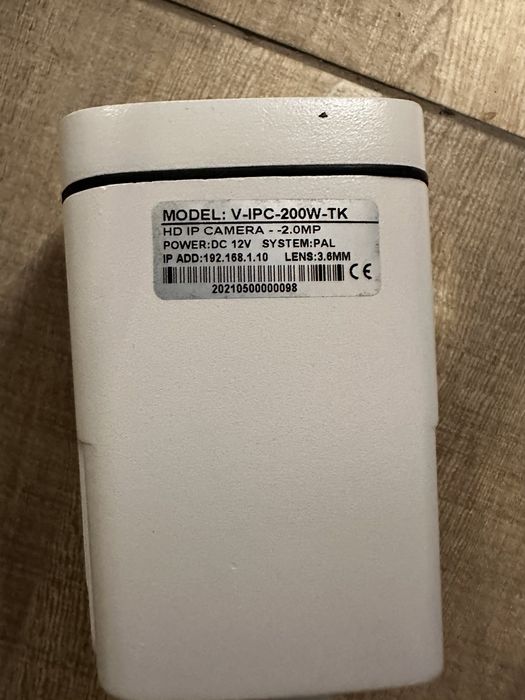 MODEL: V-IPC-200W-TK
HD IP CAMERA - -2.0MP
POWER:DC 12V SYSTEM:PAL
IP ADD:192.168.1.10 LENS:3.6MM
CE
20210500000098